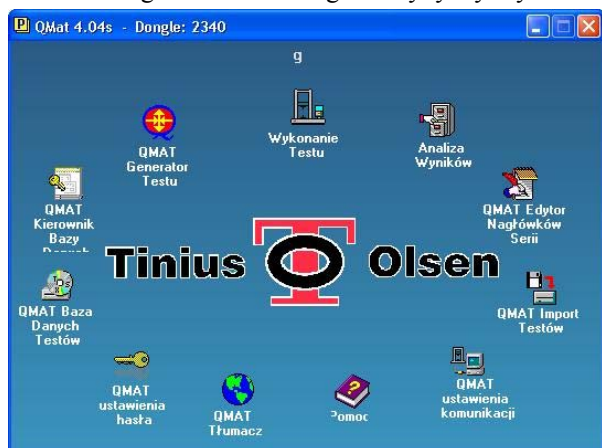 QMat 4.04s - Dongle: 2340
g
QMAT
Generator
Testu
Wykonanie
Testu
Analiza
Wyników
QMAT
Kierownik
Bazy
Danych
QMAT Edytor
Nagłówków
Serii
Tinius Olsen
QMAT Baza
Danych
Testów
QMAT Import
Testów
QMAT
ustawienia
hasła
QMAT
Tłumacz
Pomoc
QMAT
ustawienia
komunikacji